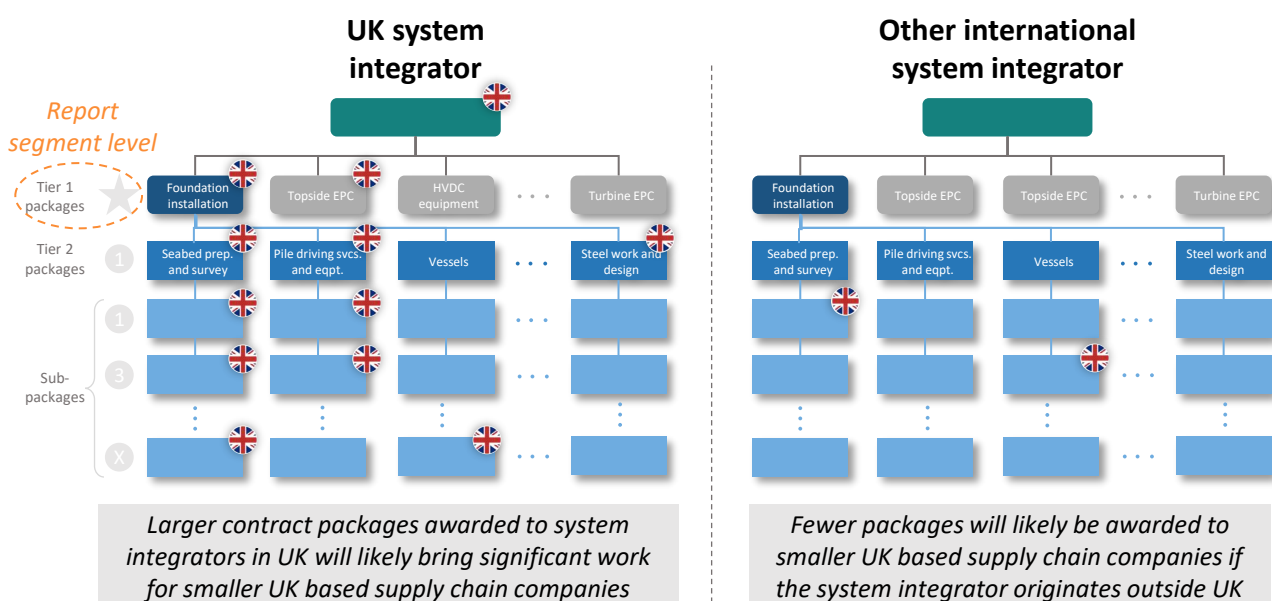 UK system
integrator
Other international
system integrator
Report
segment level
Tier 1
packages
Foundation
installation
Topside EPC
HVDC
equipment
. . .
Turbine EPC
Foundation
installation
Topside EPC
Topside EPC
. . .
Turbine EPC
Tier 2
packages
1
Seabed prep.
and survey
Pile driving svcs.
and eqpt.
Vessels
. . .
Steel work and
design
Seabed prep.
and survey
Pile driving svcs.
and eqpt.
Vessels
. . .
Steel work and
design
1
. . .
. . .
Sub-
packages
3
. . .
. . .
X
. . .
. . .
Larger contract packages awarded to system
integrators in UK will likely bring significant work
for smaller UK based supply chain companies
Fewer packages will likely be awarded to
smaller UK based supply chain companies if
the system integrator originates outside UK